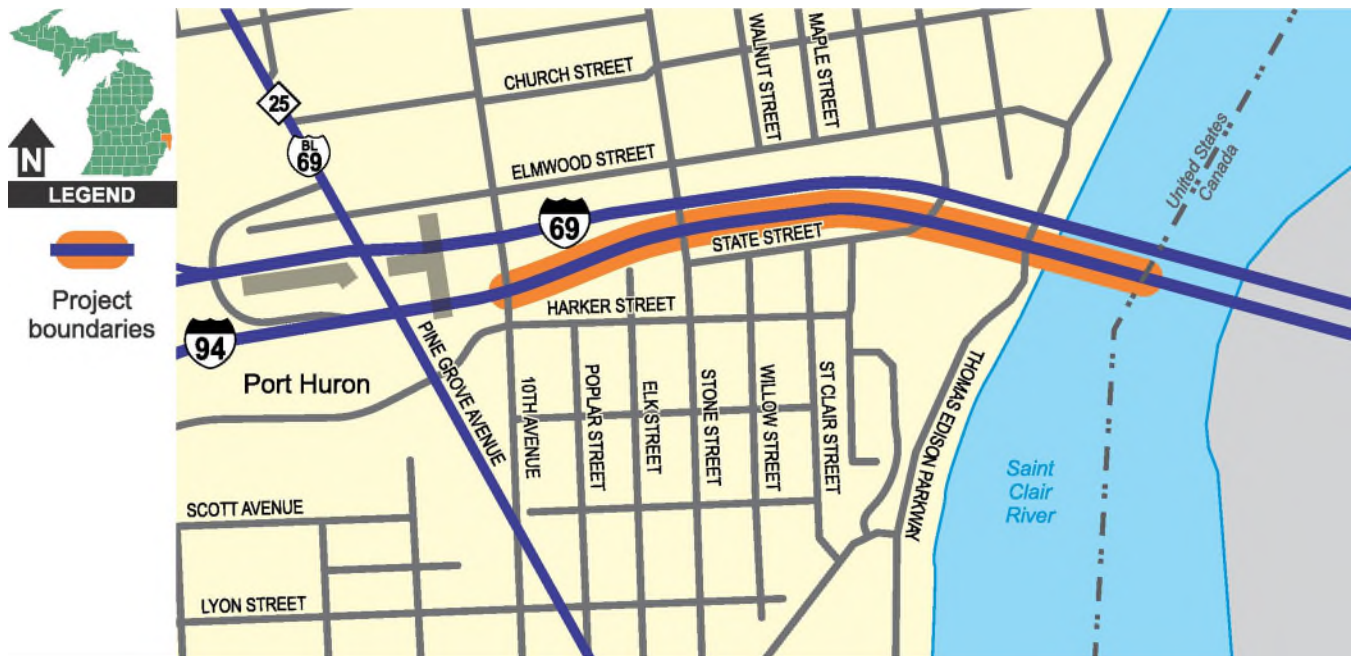 N
LEGEND
Project
boundaries
25
BL
69
CHURCH STREET
WALNUT STREET
MAPLE STREET
ELMWOOD STREET
69
STATE STREET
HARKER STREET
94
Port Huron
PINE GROVE AVENUE
10TH AVENUE
POPLAR STREET
ELK STREET
STONE STREET
WILLOW STREET
ST CLAIR STREET
THOMAS EDISON PARKWAY
United States
Canada
Saint
Clair
River
SCOTT AVENUE
LYON STREET